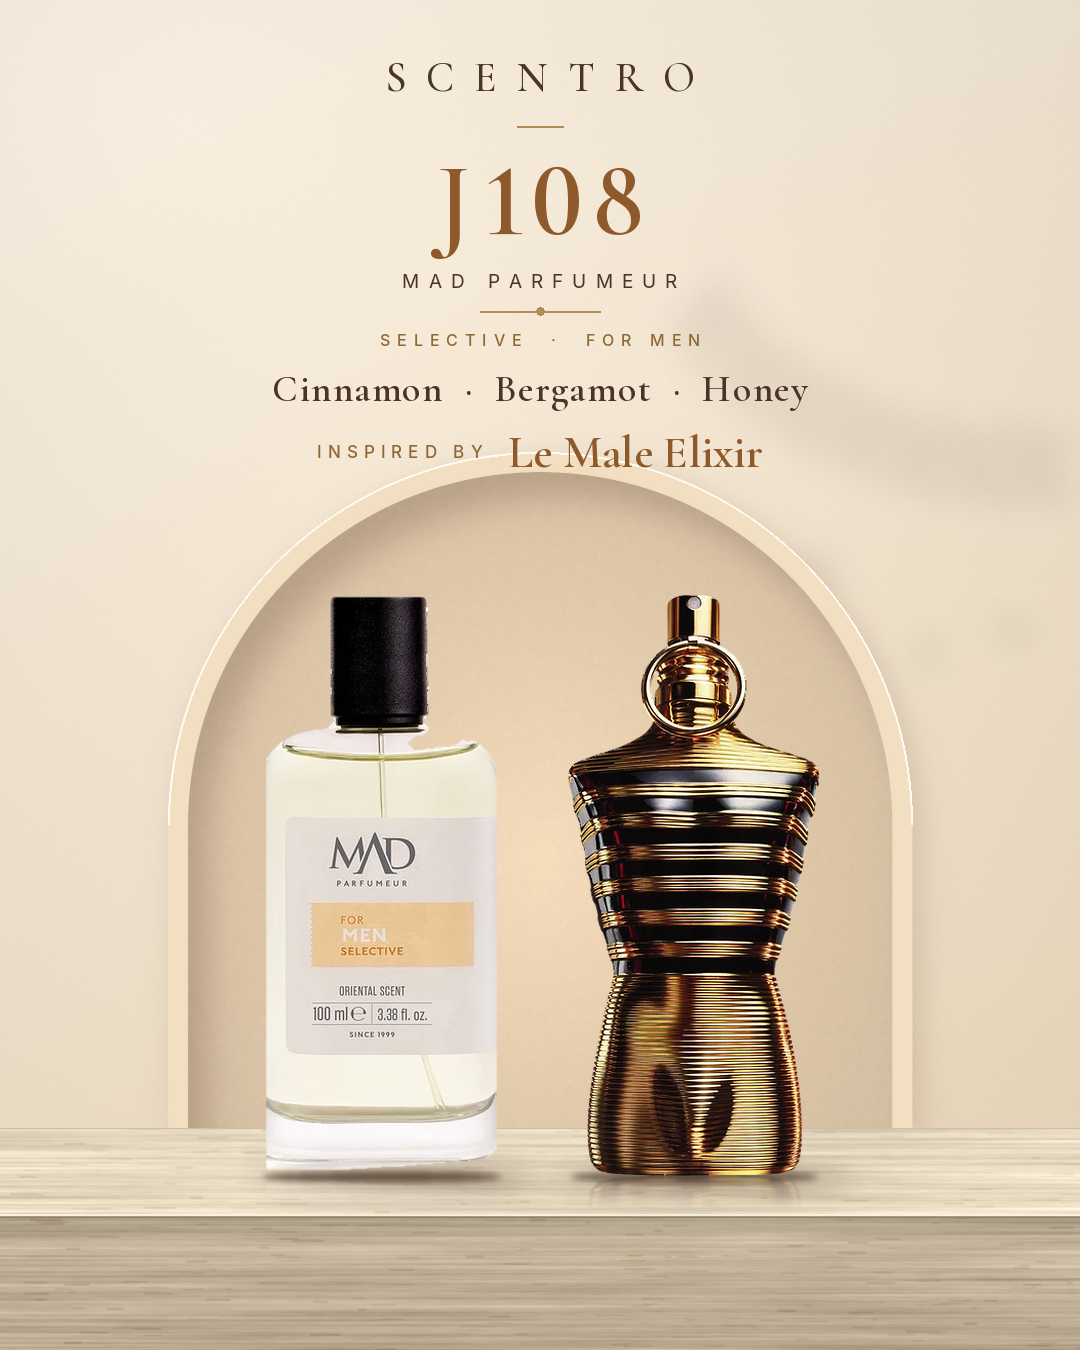 SCENTRO
J108
MAD PARFUMEUR
SELECTIVE · FOR MEN
Cinnamon · Bergamot · Honey
INSPIRED BY Le Male Elixir
MAD
PARFUMEUR
FOR
MEN
SELECTIVE
ORIENTAL SCENT
100 ml ℮ 3.38 fl. oz.
SINCE 1999